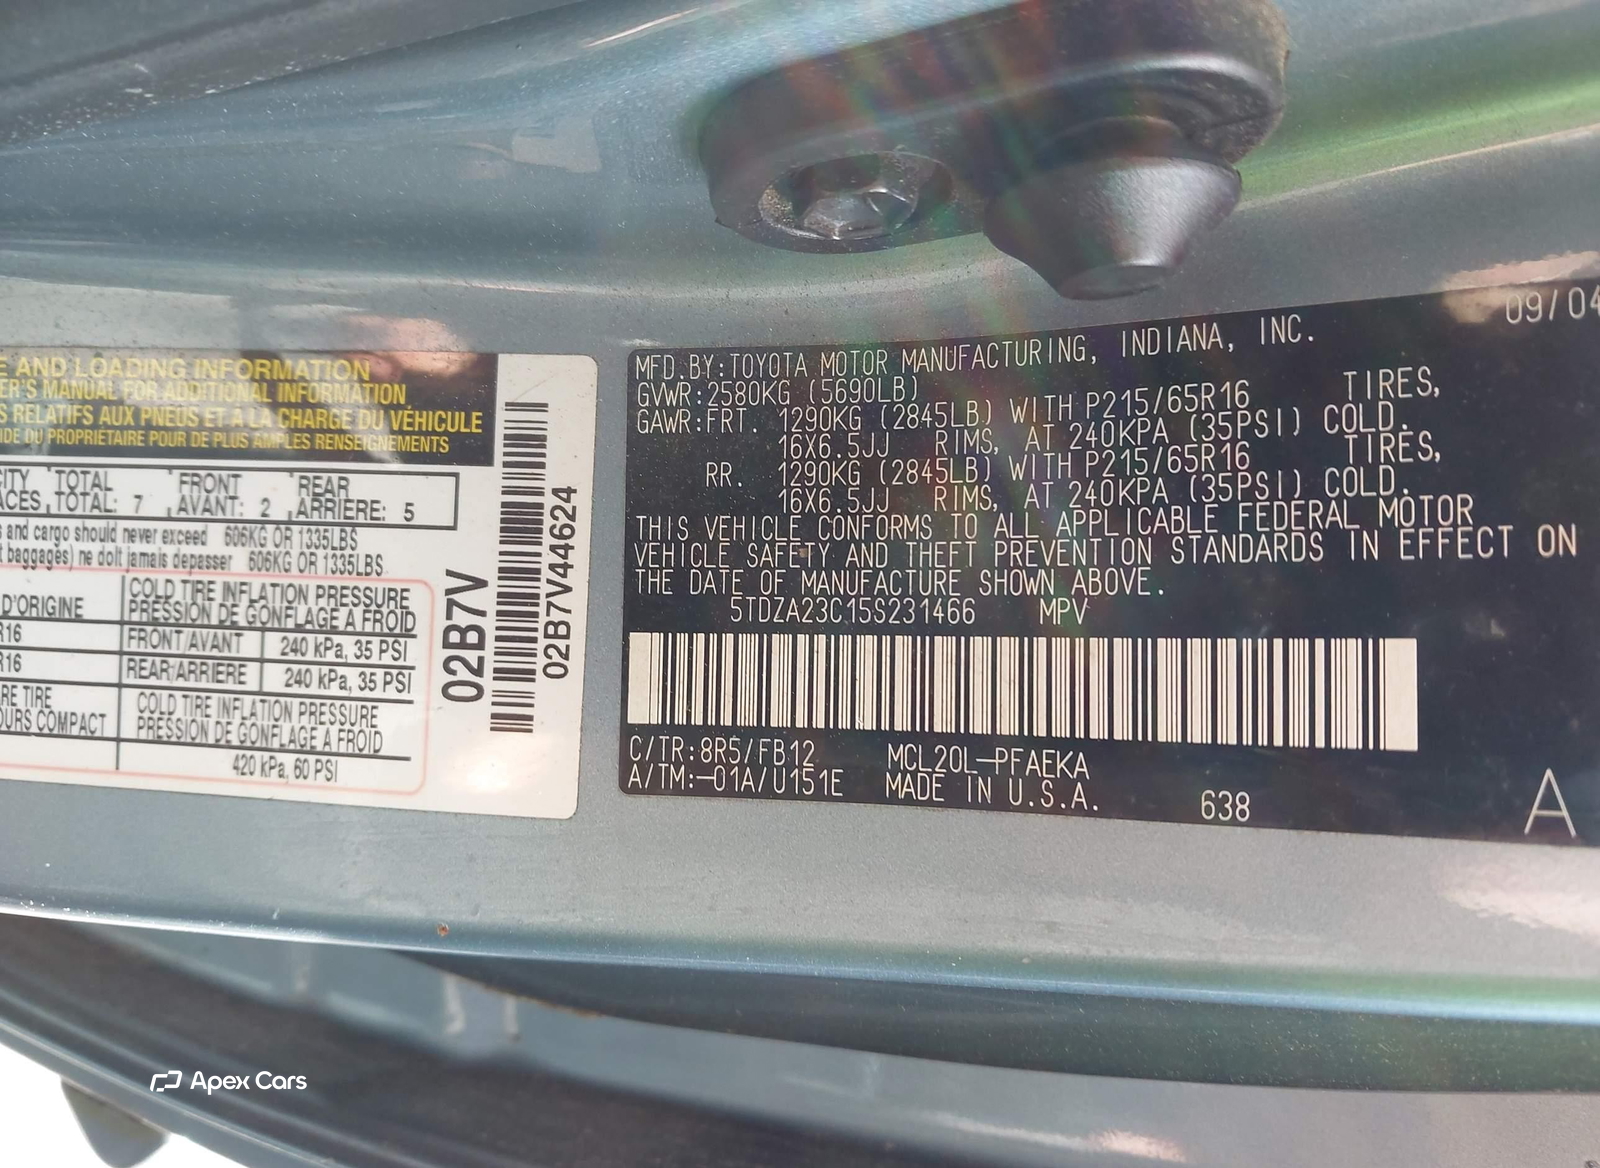 E AND LOADING INFORMATION
ER'S MANUAL FOR ADDITIONAL INFORMATION
S RELATIFS AUX PNEUS ET A LA CHARGE DU VÉHICULE
IDE DU PROPRIETAIRE POUR DE PLUS AMPLES RENSEIGNEMENTS
CITY TOTAL FRONT REAR
ACES TOTAL: 7 AVANT: 2 ARRIÈRE: 5
s and cargo should never exceed 606KG OR 1335LBS
t baggages) ne doit jamais depasser 606KG OR 1335LBS
D'ORIGINE
COLD TIRE INFLATION PRESSURE
PRESSION DE GONFLAGE A FROID
R16 FRONT/AVANT 240 kPa, 35 PSI
R16 REAR/ARRIERE 240 kPa, 35 PSI
RE TIRE
OURS COMPACT
COLD TIRE INFLATION PRESSURE
PRESSION DE GONFLAGE A FROID
420 kPa, 60 PSI
02B7V
02B7V44624
09/04
MFD.BY:TOYOTA MOTOR MANUFACTURING, INDIANA, INC.
GVWR:2580KG (5690LB)
GAWR:FRT. 1290KG (2845LB) WITH P215/65R16 TIRES,
16X6.5JJ RIMS, AT 240KPA (35PSI) COLD.
RR. 1290KG (2845LB) WITH P215/65R16 TIRES,
16X6.5JJ RIMS, AT 240KPA (35PSI) COLD.
THIS VEHICLE CONFORMS TO ALL APPLICABLE FEDERAL MOTOR
VEHICLE SAFETY AND THEFT PREVENTION STANDARDS IN EFFECT ON
THE DATE OF MANUFACTURE SHOWN ABOVE.
5TDZA23C15S231466 MPV
C/TR:8R5/FB12 MCL20L-PFAEKA
A/TM:-01A/U151E MADE IN U.S.A. 638
A
Apex Cars